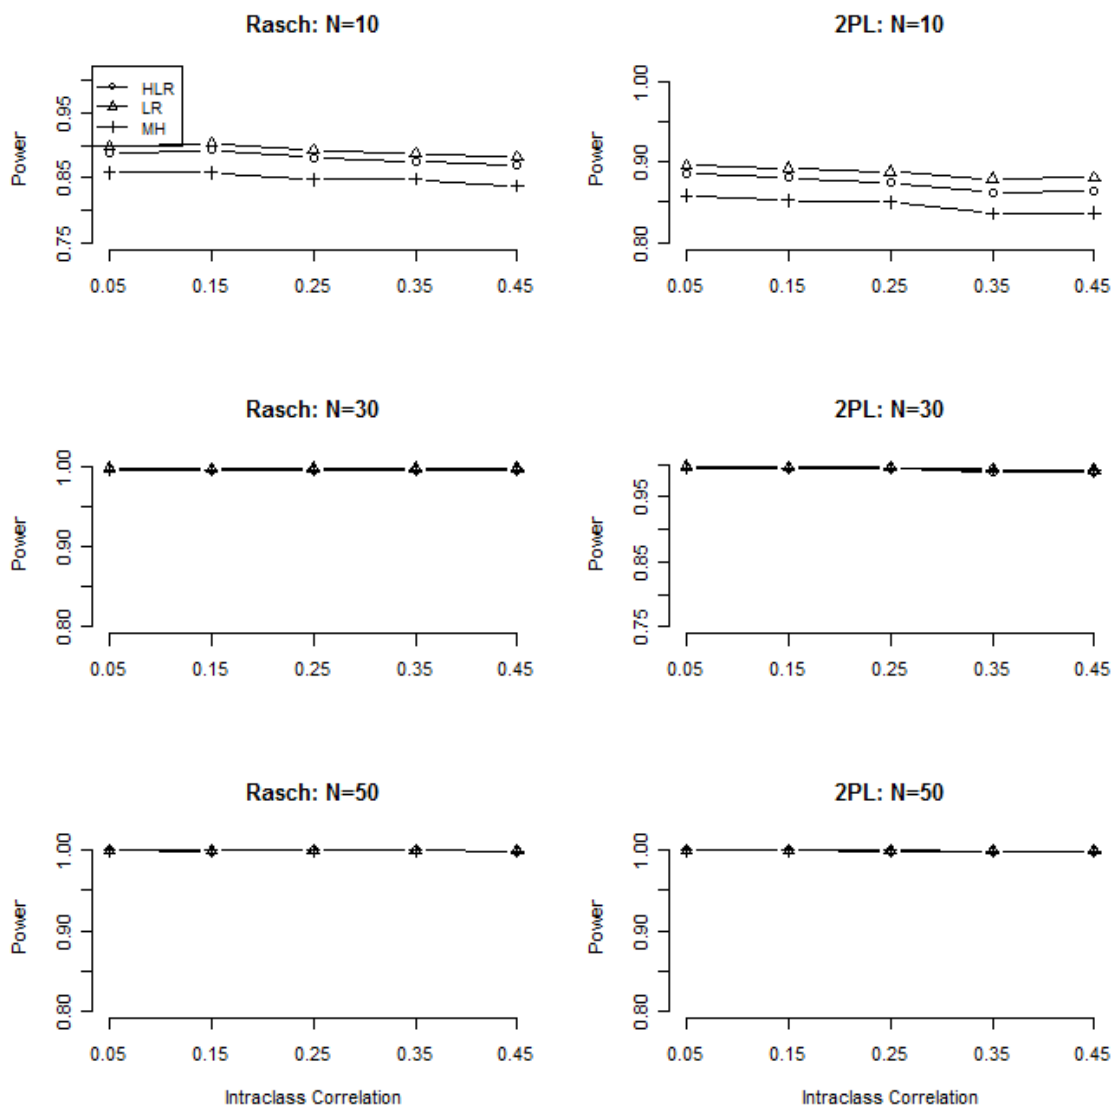 Rasch: N=10
HLR
LR
MH
Power
0.95
0.85
0.75
0.05 0.15 0.25 0.35 0.45
2PL: N=10
Power
1.00
0.90
0.80
0.05 0.15 0.25 0.35 0.45
Rasch: N=30
Power
1.00
0.90
0.80
0.05 0.15 0.25 0.35 0.45
2PL: N=30
Power
0.95
0.85
0.75
0.05 0.15 0.25 0.35 0.45
Rasch: N=50
Power
1.00
0.90
0.80
0.05 0.15 0.25 0.35 0.45
Intraclass Correlation
2PL: N=50
Power
1.00
0.90
0.80
0.05 0.15 0.25 0.35 0.45
Intraclass Correlation